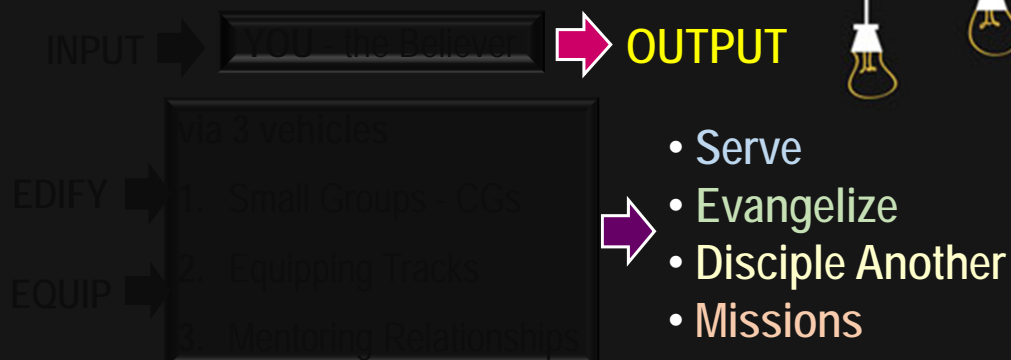 INPUT YOU - the Believer OUTPUT
via 3 vehicles
EDIFY 1. Small Groups - CGs
2. Equipping Tracks
EQUIP
3. Mentoring Relationships
• Serve
• Evangelize
• Disciple Another
• Missions